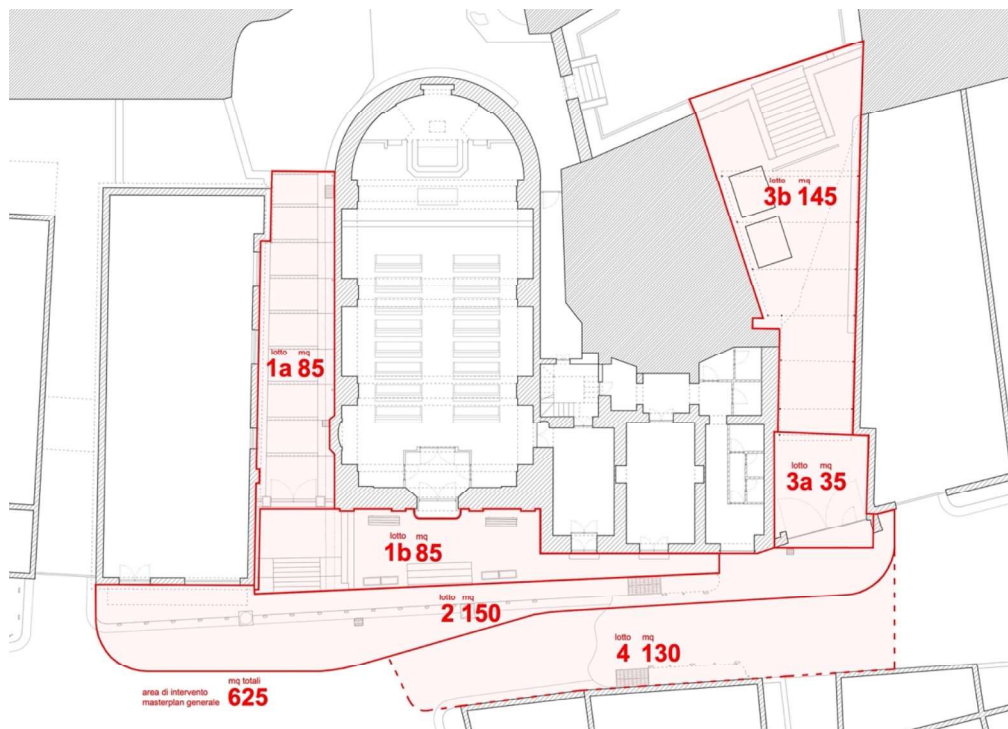 lotto mq
3b 145
lotto mq
1a 85
lotto mq
3a 35
lotto mq
1b 85
lotto mq
2 150
lotto mq
4 130
mq totali
area di intervento
masterplan generale 625